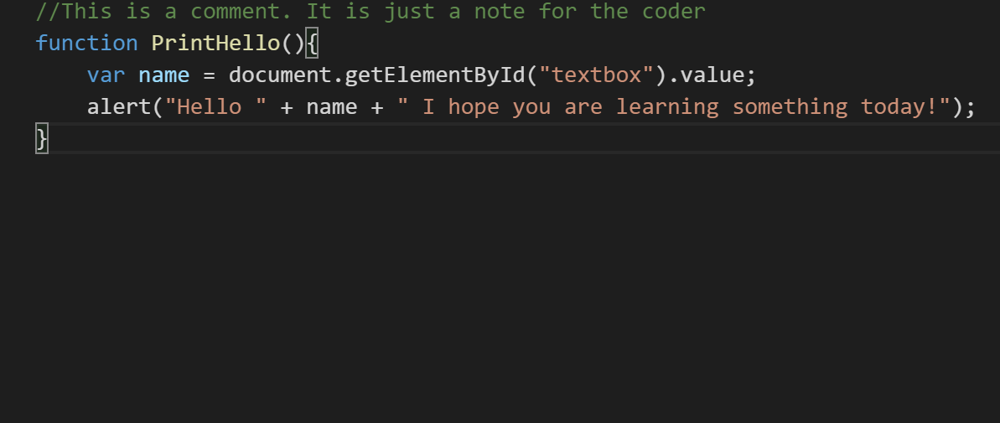 //This is a comment. It is just a note for the coder
function PrintHello(){
    var name = document.getElementById("textbox").value;
    alert("Hello " + name + " I hope you are learning something today!");
}